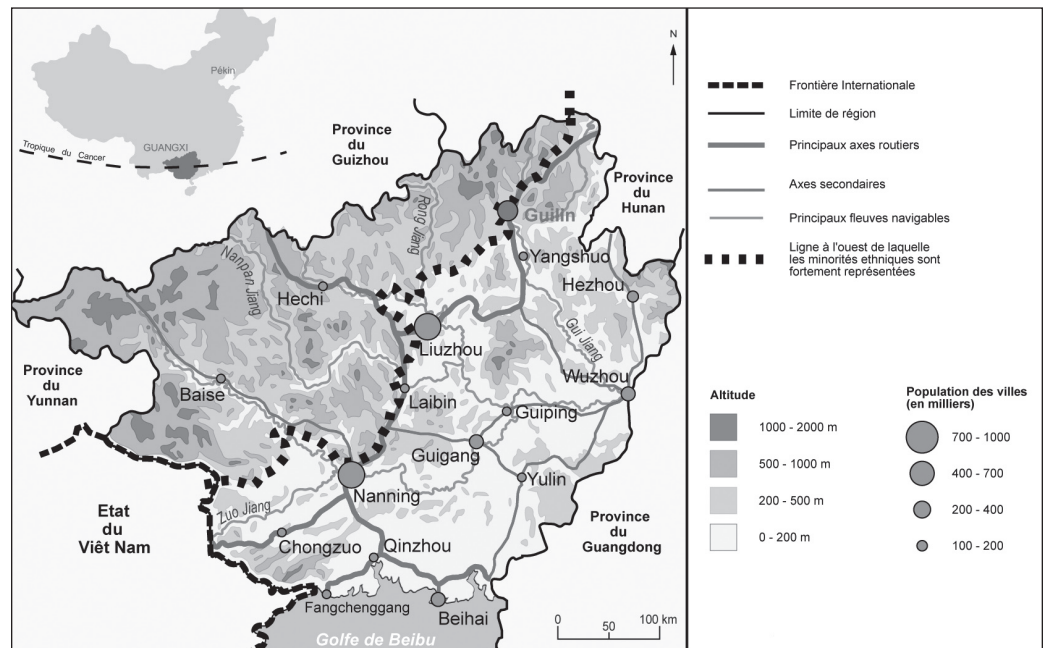 Pékin
GUANGXI
Tropique du Cancer
N
Province
du
Guizhou
Province
du
Hunan
Guilin
Rong Jiang
Yangshuo
Nanpan Jiang
Hechi
Hezhou
Gui Jiang
Liuzhou
Province
du
Yunnan
Baise
Laibin
Wuzhou
Guiping
Guigang
Nanning
Yulin
Zuo Jiang
Etat
du
Viêt Nam
Chongzuo
Qinzhou
Province
du
Guangdong
Fangchenggang
Beihai
Golfe de Beibu
0 50 100 km
Frontière Internationale
Limite de région
Principaux axes routiers
Axes secondaires
Principaux fleuves navigables
Ligne à l'ouest de laquelle
les minorités ethniques sont
fortement représentées
Altitude
1000 - 2000 m
500 - 1000 m
200 - 500 m
0 - 200 m
Population des villes
(en milliers)
700 - 1000
400 - 700
200 - 400
100 - 200